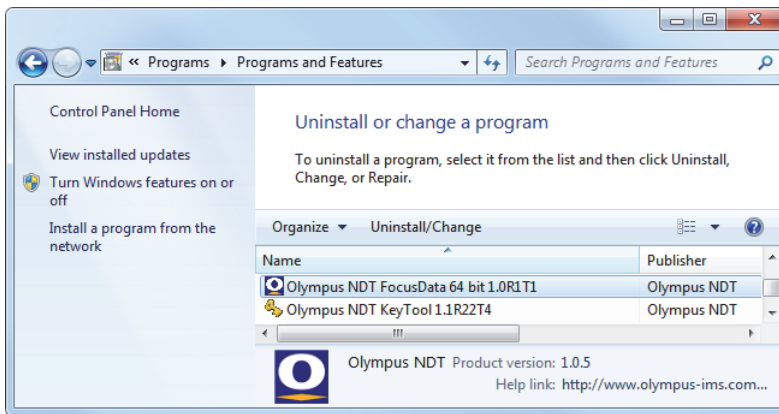 « Programs ▸ Programs and Features
Search Programs and Features
Control Panel Home
View installed updates
Turn Windows features on or
off
Install a program from the
network
Uninstall or change a program
To uninstall a program, select it from the list and then click Uninstall,
Change, or Repair.
Organize Uninstall/Change
Name Publisher
Olympus NDT FocusData 64 bit 1.0R1T1 Olympus NDT
Olympus NDT KeyTool 1.1R22T4 Olympus NDT
Olympus NDT Product version: 1.0.5
Help link: http://www.olympus-ims.com...